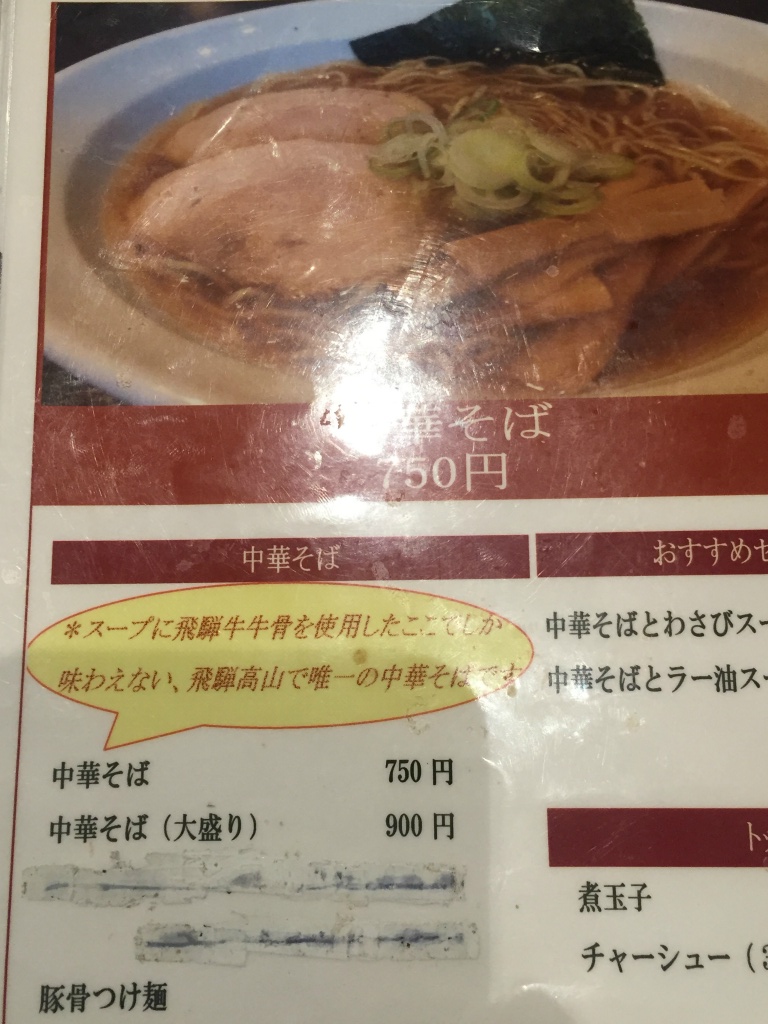 華そば
750円
中華そば
＊スープに飛騨牛牛骨を使用したここでしか
味わえない、飛騨高山で唯一の中華そばです
中華そば 750 円
中華そば（大盛り） 900 円
豚骨つけ麺
おすすめセ
中華そばとわさびスー
中華そばとラー油スー
ト
煮玉子
チャーシュー（3